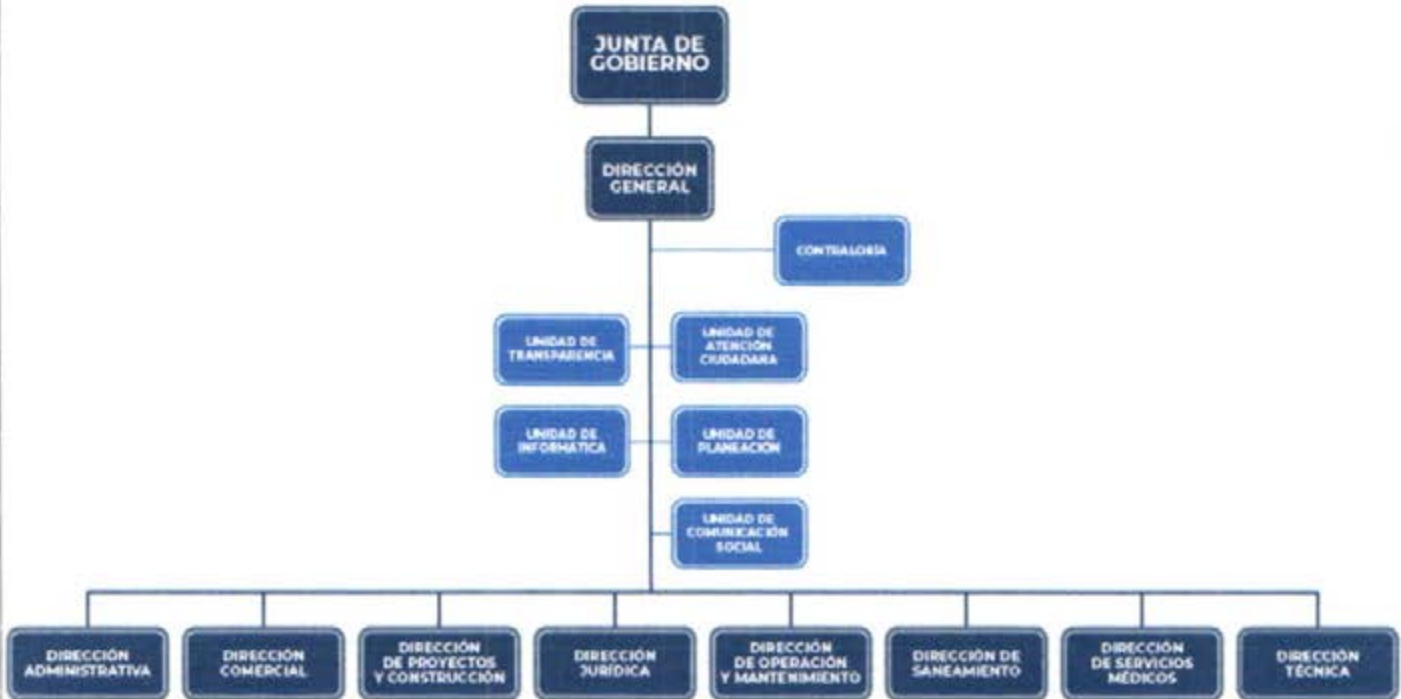 JUNTA DE
GOBIERNO
DIRECCIÓN
GENERAL
CONTRALORÍA
UNIDAD DE
TRANSPARENCIA
UNIDAD DE
ATENCIÓN
CIUDADANA
UNIDAD DE
INFORMÁTICA
UNIDAD DE
PLANEACIÓN
UNIDAD DE
COMUNICACIÓN
SOCIAL
DIRECCIÓN
ADMINISTRATIVA
DIRECCIÓN
COMERCIAL
DIRECCIÓN
DE PROYECTOS
Y CONSTRUCCIÓN
DIRECCIÓN
JURÍDICA
DIRECCIÓN
DE OPERACIÓN
Y MANTENIMIENTO
DIRECCIÓN DE
SANEAMIENTO
DIRECCIÓN
DE SERVICIOS
MÉDICOS
DIRECCIÓN
TÉCNICA